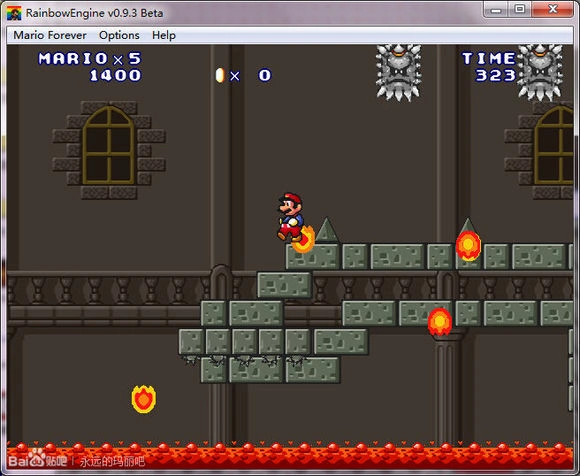 RainbowEngine v0.9.3 Beta
Mario Forever Options Help
MARIO×5 TIME
1400 × 0 323
Bai贴吧 | 永远的玛丽吧